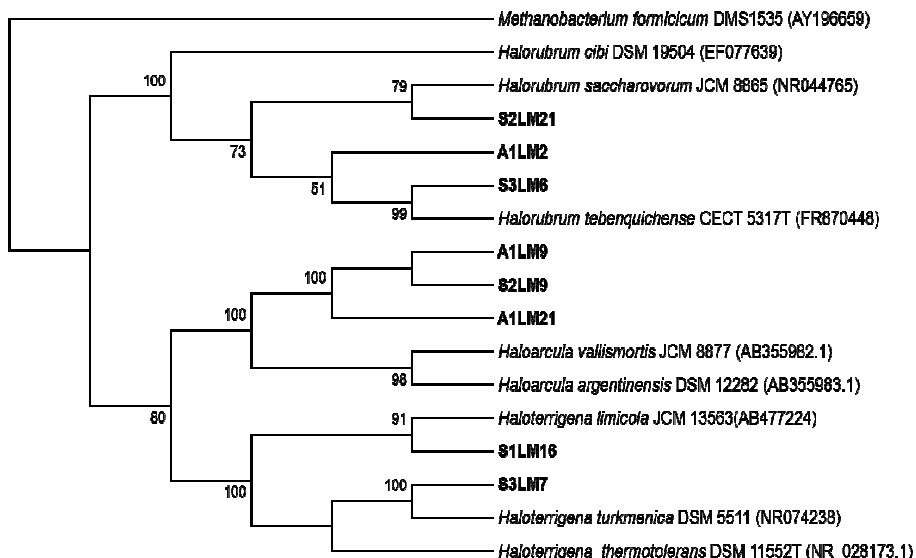 Methanobacterium formicicum DMS1535 (AY196659)
Halorubrum cibi DSM 19504 (EF077639)
100
Halorubrum saccharovorum JCM 8865 (NR044765)
79
S2LM21
73
A1LM2
51
S3LM6
99
Halorubrum tebenquichense CECT 5317T (FR870448)
A1LM9
100
S2LM9
100
A1LM21
Haloarcula vallismortis JCM 8877 (AB355982.1)
98
Haloarcula argentinensis DSM 12282 (AB355983.1)
80
Haloterrigena limicola JCM 13563(AB477224)
91
S1LM16
100
S3LM7
100
Haloterrigena turkmenica DSM 5511 (NR074238)
Haloterrigena thermotolerans DSM 11552T (NR_028173.1)